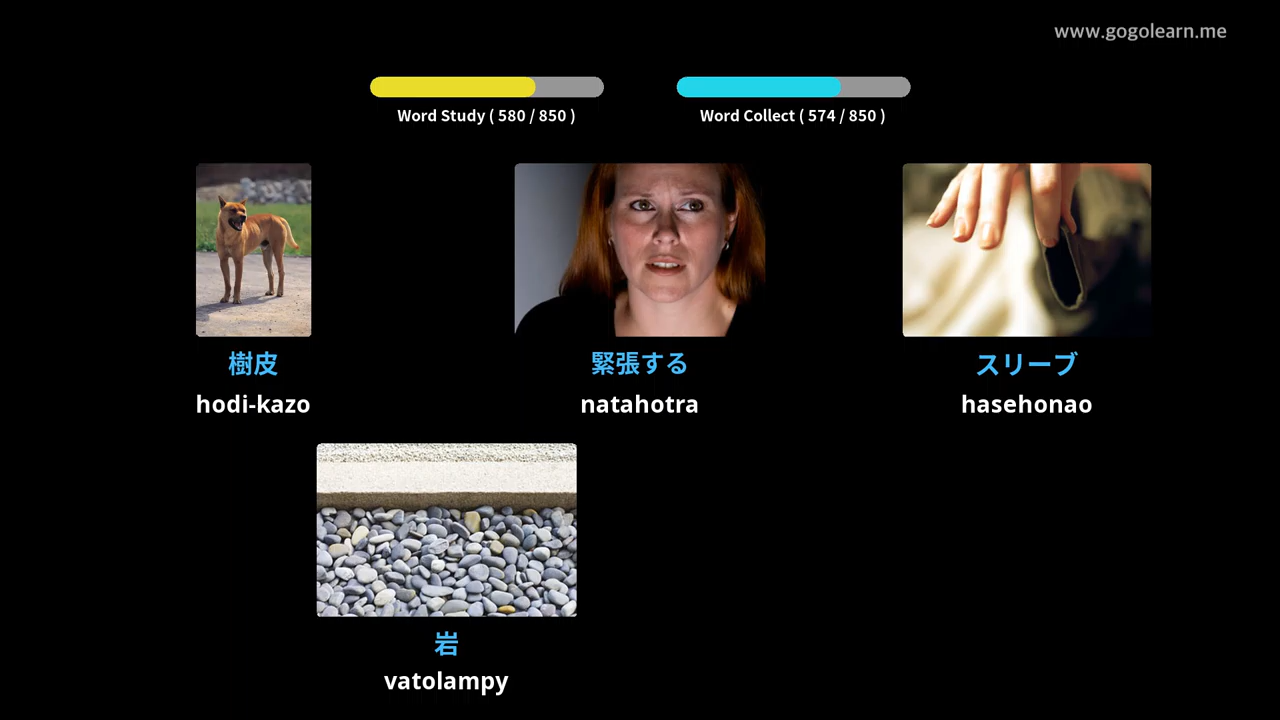 www.gogolearn.me
Word Study ( 580 / 850 )
Word Collect ( 574 / 850 )
樹皮
hodi-kazo
緊張する
natahotra
スリーブ
hasehonao
岩
vatolampy